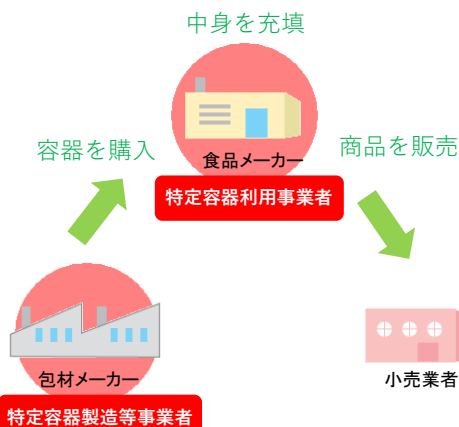 中身を充填
容器を購入
食品メーカー
商品を販売
特定容器利用事業者
包材メーカー
小売業者
特定容器製造等事業者